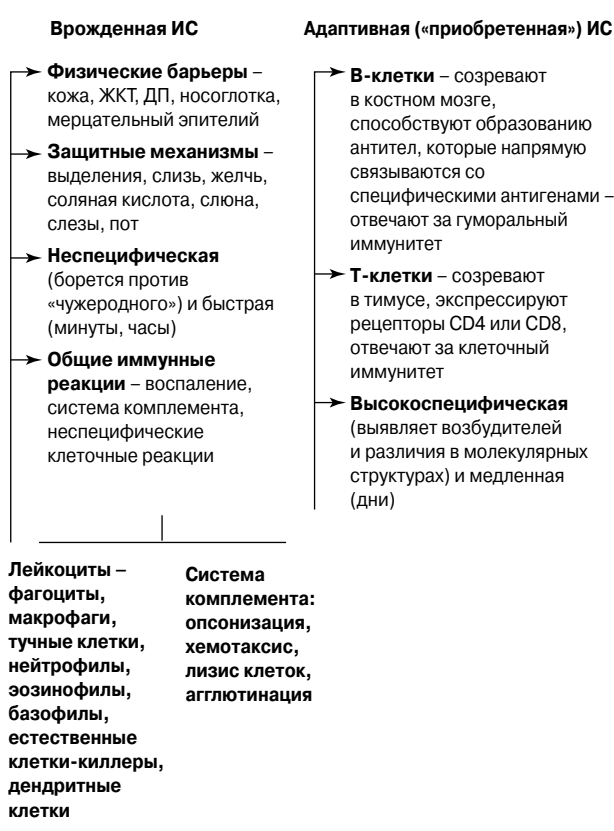 Врожденная ИС
Физические барьеры –
кожа, ЖКТ, ДП, носоглотка,
мерцательный эпителий
Защитные механизмы –
выделения, слизь, желчь,
соляная кислота, слюна,
слезы, пот
Неспецифическая
(борется против
«чужеродного») и быстрая
(минуты, часы)
Общие иммунные
реакции – воспаление,
система комплемента,
неспецифические
клеточные реакции
Лейкоциты –
фагоциты,
макрофаги,
тучные клетки,
нейтрофилы,
эозинофилы,
базофилы,
естественные
клетки-киллеры,
дендритные
клетки
Система
комплемента:
опсонизация,
хемотаксис,
лизис клеток,
агглютинация
Адаптивная («приобретенная») ИС
В-клетки – созревают
в костном мозге,
способствуют образованию
антител, которые напрямую
связываются со
специфическими антигенами –
отвечают за гуморальный
иммунитет
Т-клетки – созревают
в тимусе, экспрессируют
рецепторы CD4 или CD8,
отвечают за клеточный
иммунитет
Высокоспецифическая
(выявляет возбудителей
и различия в молекулярных
структурах) и медленная
(дни)